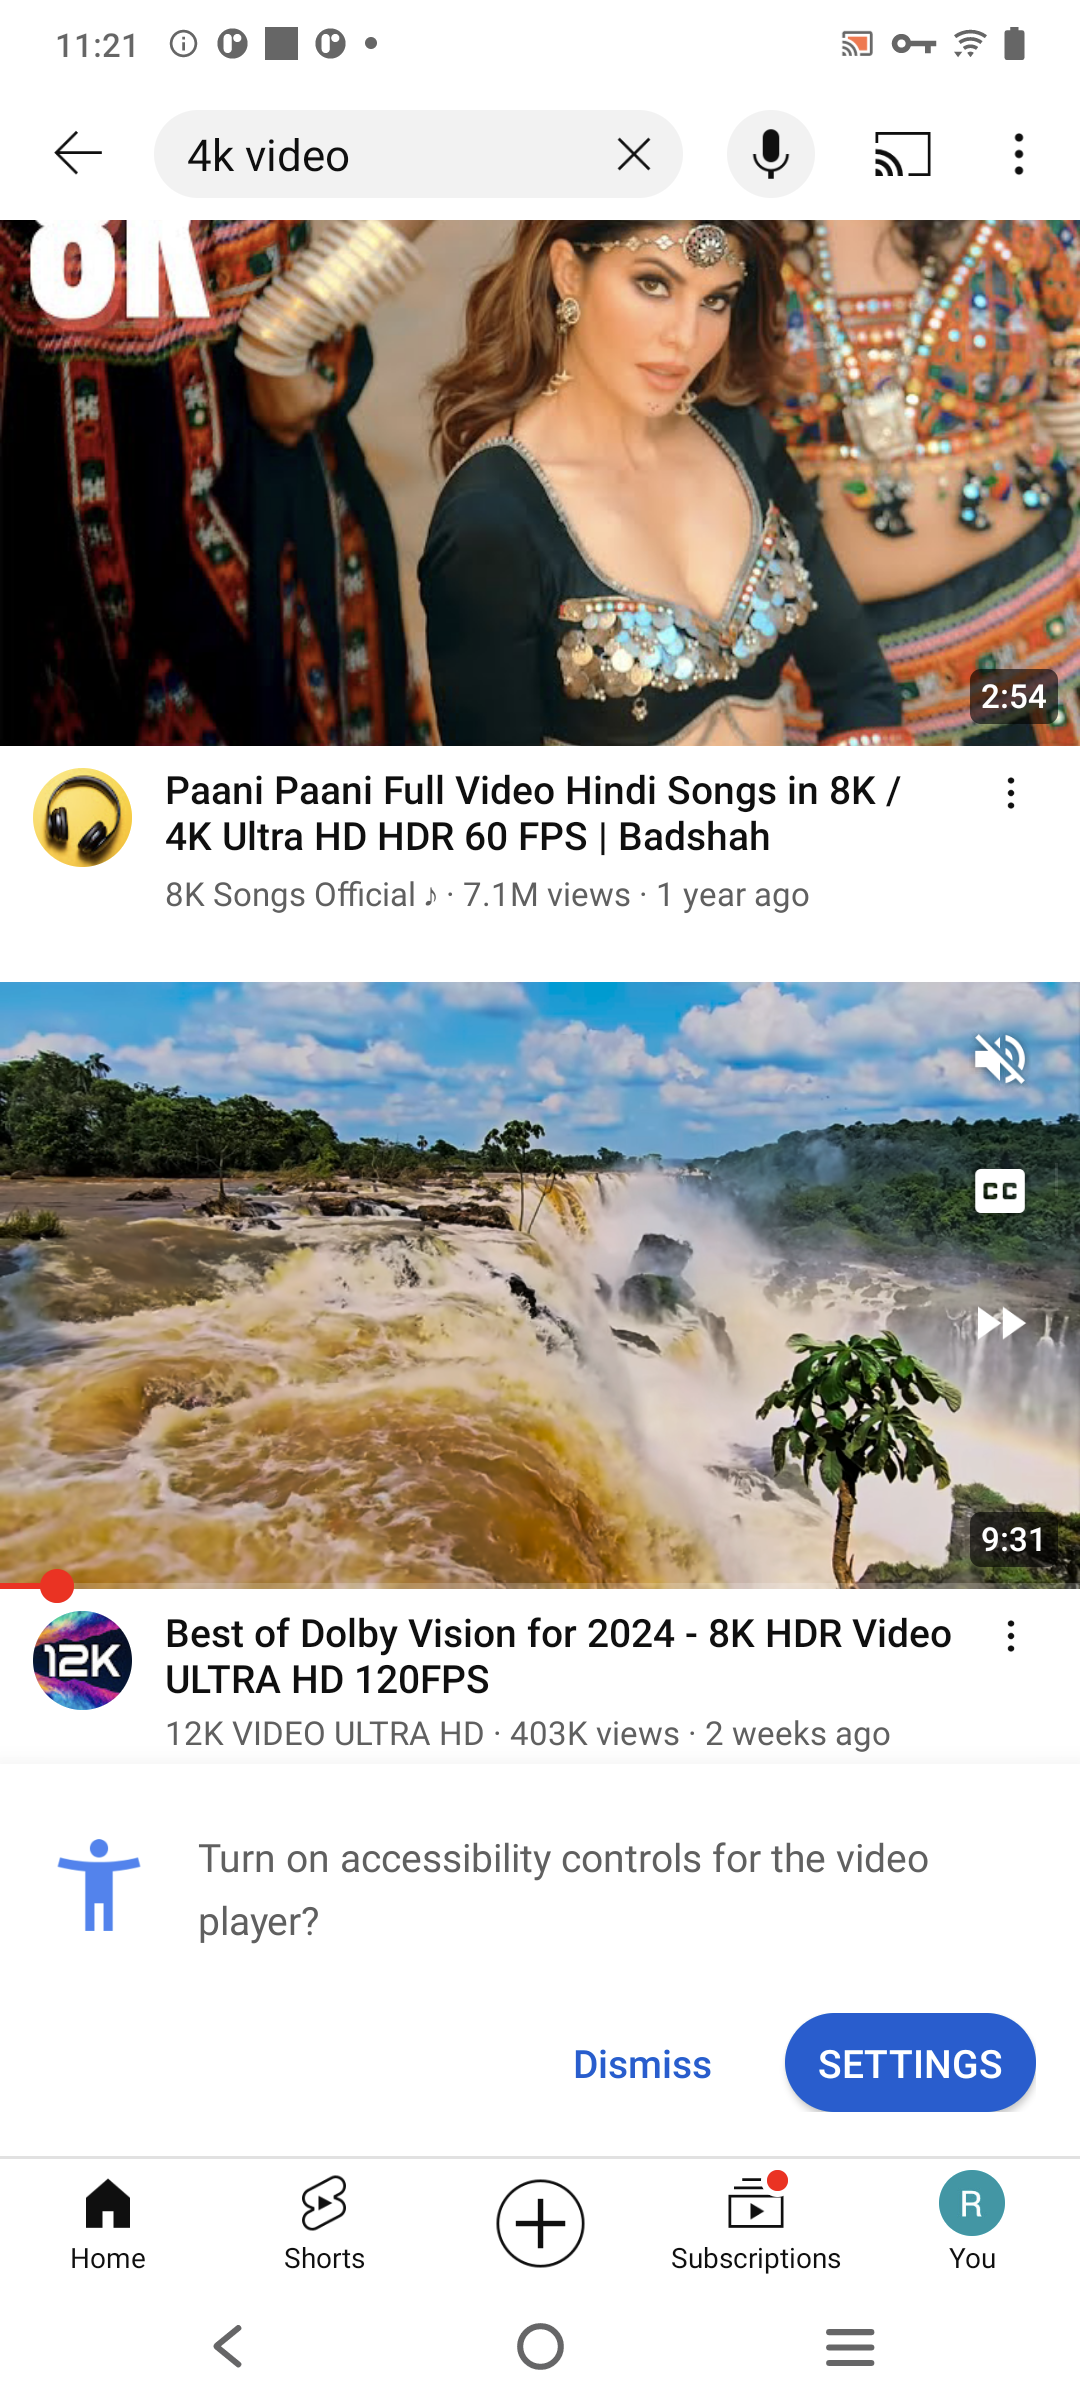 11:21
4k video
8K
2:54
Paani Paani Full Video Hindi Songs in 8K /
4K Ultra HD HDR 60 FPS | Badshah
8K Songs Official ♪ · 7.1M views · 1 year ago
CC
9:31
12K
Best of Dolby Vision for 2024 - 8K HDR Video
ULTRA HD 120FPS
12K VIDEO ULTRA HD · 403K views · 2 weeks ago
Turn on accessibility controls for the video
player?
Dismiss
SETTINGS
R
Home
Shorts
Subscriptions
You